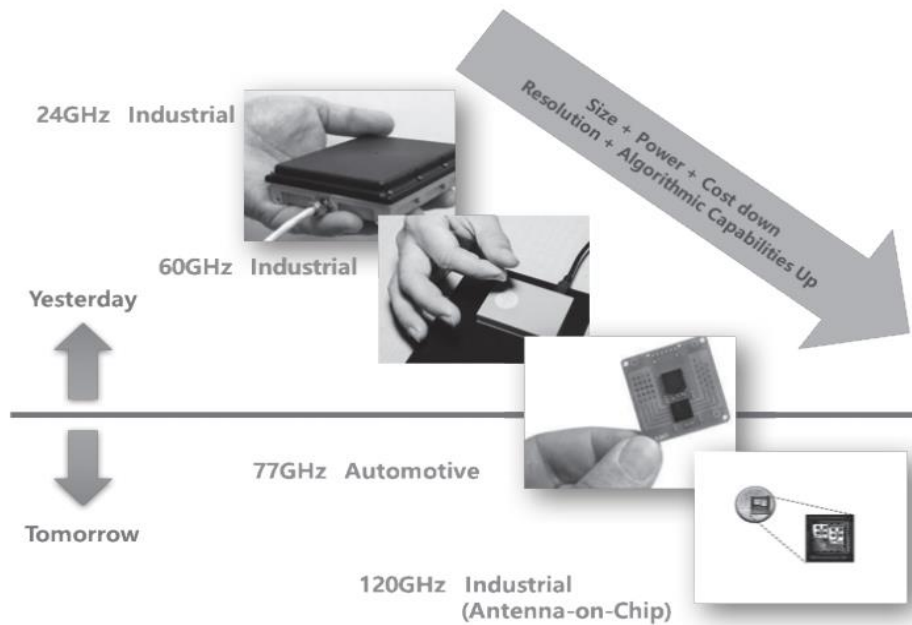 24GHz Industrial
Size + Power + Cost down
Resolution + Algorithmic Capabilities Up
60GHz Industrial
Yesterday
77GHz Automotive
Tomorrow
120GHz Industrial
(Antenna-on-Chip)